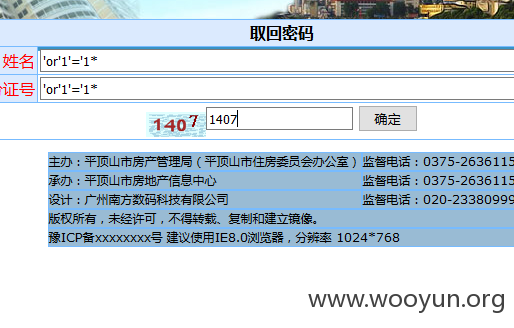 取回密码
姓名 'or'1'='1*
份证号 'or'1'='1*
1407 1407 确定
主办：平顶山市房产管理局（平顶山市住房委员会办公室） 监督电话：0375-2636115
承办：平顶山市房地产信息中心 监督电话：0375-2636115
设计：广州南方数码科技有限公司 监督电话：020-23380999
版权所有，未经许可，不得转载、复制和建立镜像。
豫ICP备xxxxxxxx号 建议使用IE8.0浏览器，分辨率 1024*768
www.wooyun.org